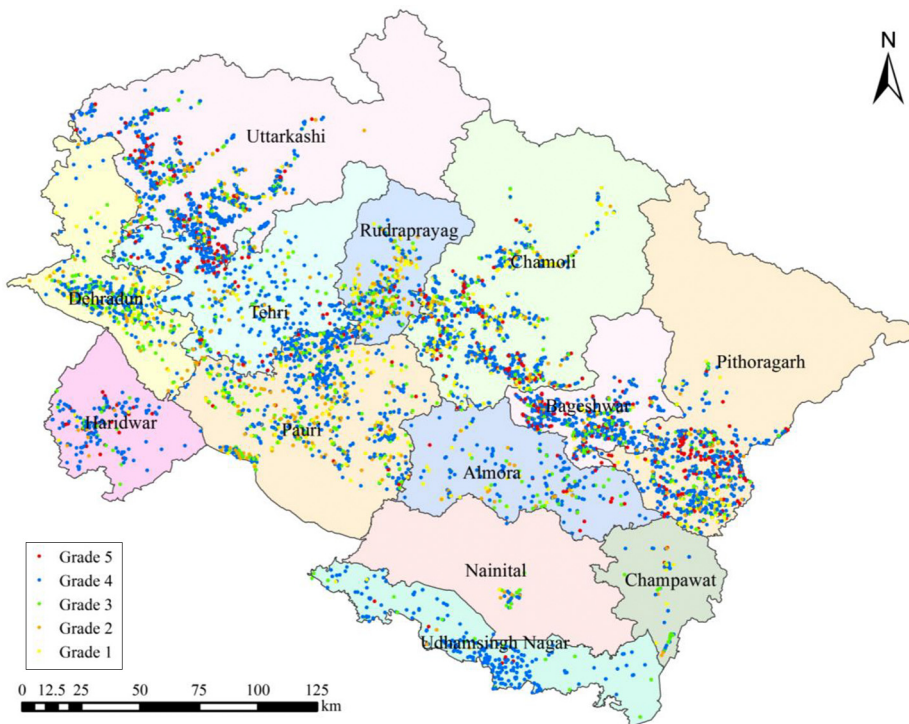 N
Uttarkashi
Rudraprayag
Chamoli
Dehradun
Tehri
Pithoragarh
Haridwar
Pauri
Bageshwar
Almora
Nainital
Champawat
Udhamsingh Nagar
Grade 5
Grade 4
Grade 3
Grade 2
Grade 1
0 12.5 25 50 75 100 125
km